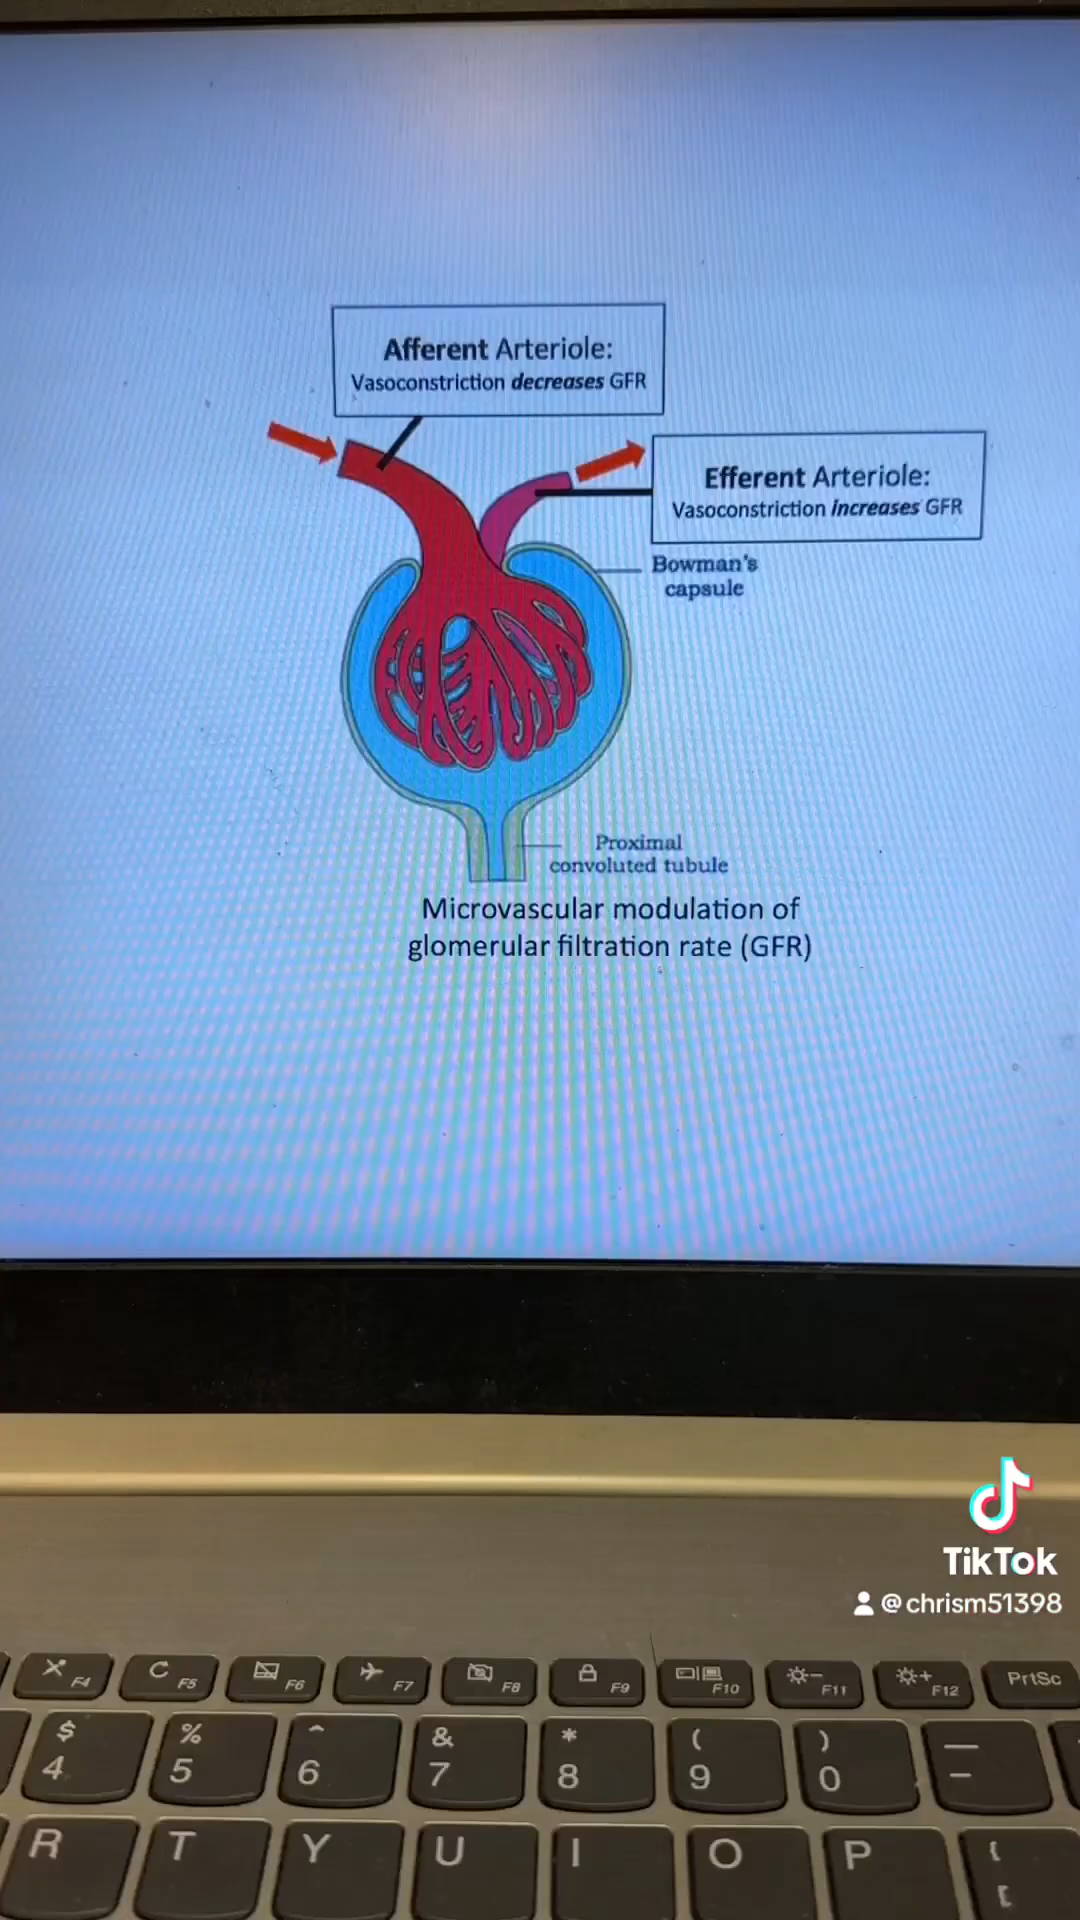 Afferent Arteriole:
Vasoconstriction decreases GFR
Efferent Arteriole:
Vasoconstriction increases GFR
Bowman's
capsule
Proximal
convoluted tubule
Microvascular modulation of
glomerular filtration rate (GFR)
TikTok
@chrism51398
F4 F5 F6 F7 F8 F9 F10 F11 F12 PrtSc
$ % ^ & * ( ) —
4 5 6 7 8 9 0 -
R T Y U I O P {
[